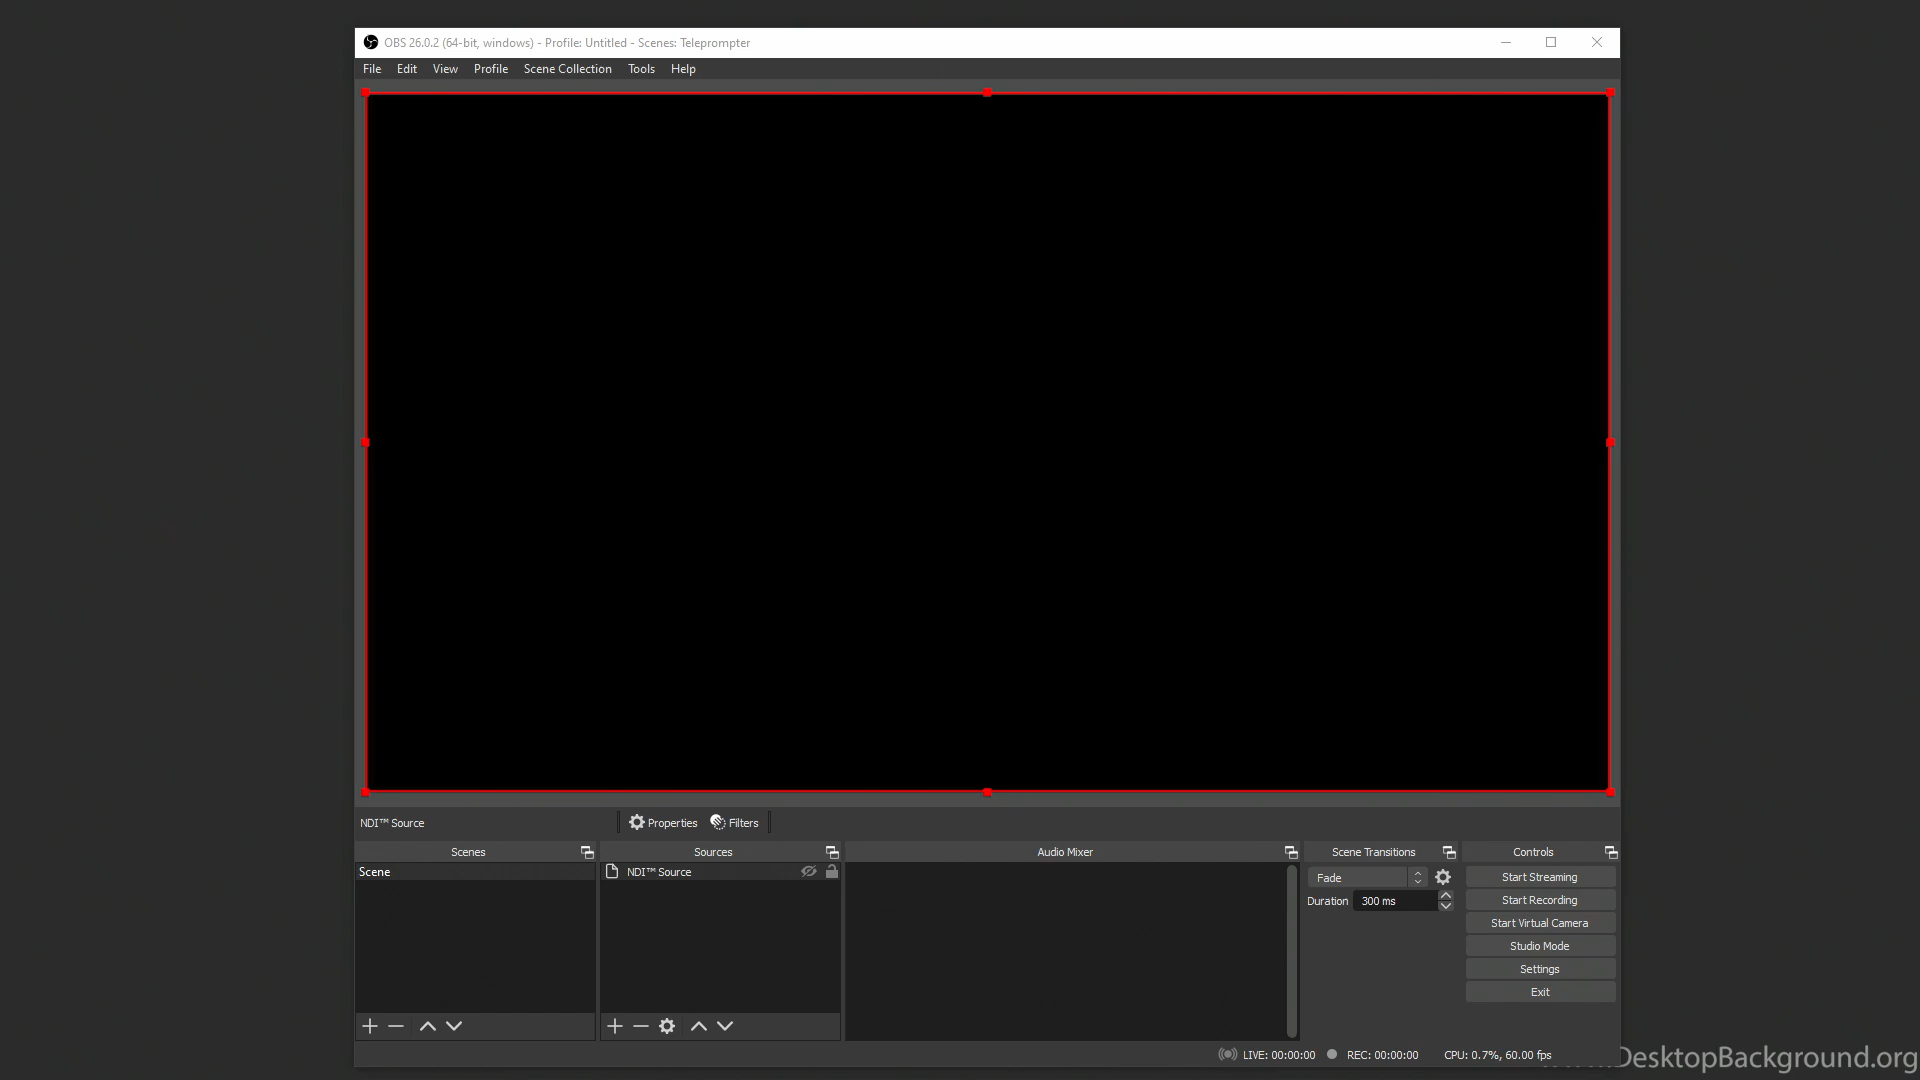 OBS 26.0.2 (64-bit, windows) - Profile: Untitled - Scenes: Teleprompter
File Edit View Profile Scene Collection Tools Help
NDI™ Source Properties Filters
Scenes Sources Audio Mixer Scene Transitions Controls
Scene NDI™ Source Fade Start Streaming
Duration 300 ms Start Recording
Start Virtual Camera
Studio Mode
Settings
Exit
LIVE: 00:00:00 REC: 00:00:00 CPU: 0.7%, 60.00 fps
DesktopBackground.org